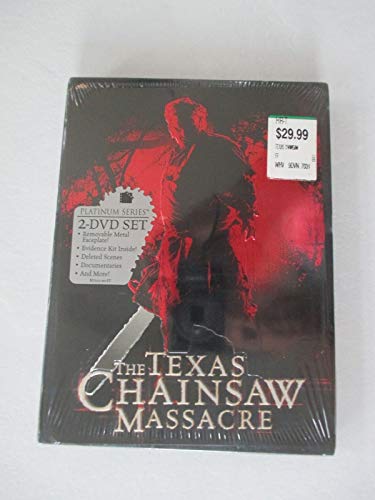 $29.99
PLATINUM SERIES
2-DVD SET
• Removable Metal
Faceplate!
• Evidence Kit Inside!
• Deleted Scenes
• Documentaries
• And More!
THE TEXAS
CHAINSAW
MASSACRE